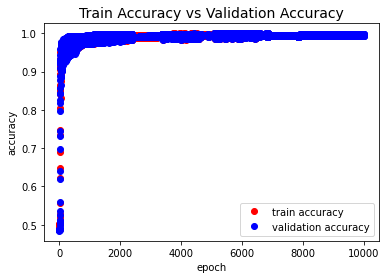 Train Accuracy vs Validation Accuracy
1.0
0.9
0.8
0.7
0.6
0.5
accuracy
train accuracy
validation accuracy
0
2000
4000
6000
8000
10000
epoch